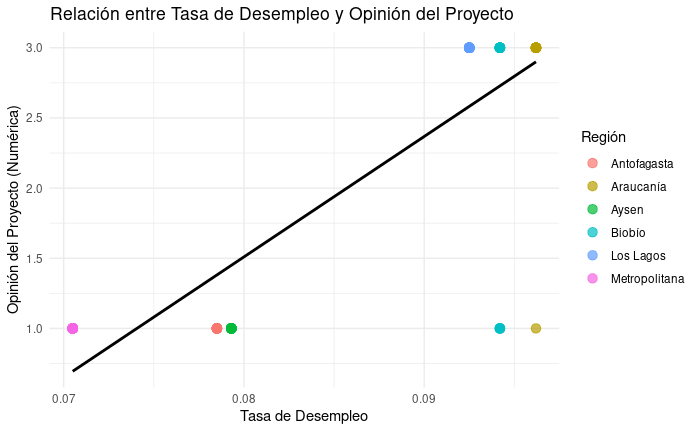 Relación entre Tasa de Desempleo y Opinión del Proyecto
Opinión del Proyecto (Numérica)
3.0
2.5
2.0
1.5
1.0
0.07
0.08
0.09
Tasa de Desempleo
Región
Antofagasta
Araucanía
Aysen
Biobío
Los Lagos
Metropolitana